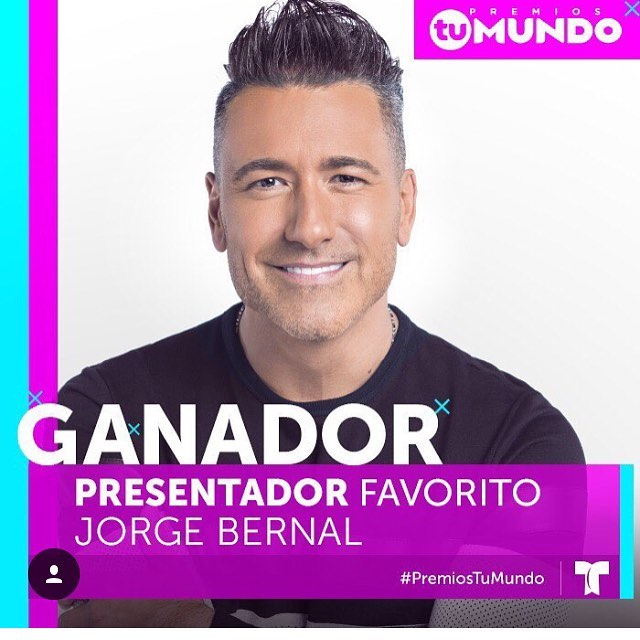 PREMIOS
tuMUNDO
GANADOR
PRESENTADOR FAVORITO
JORGE BERNAL
#PremiosTuMundo
T